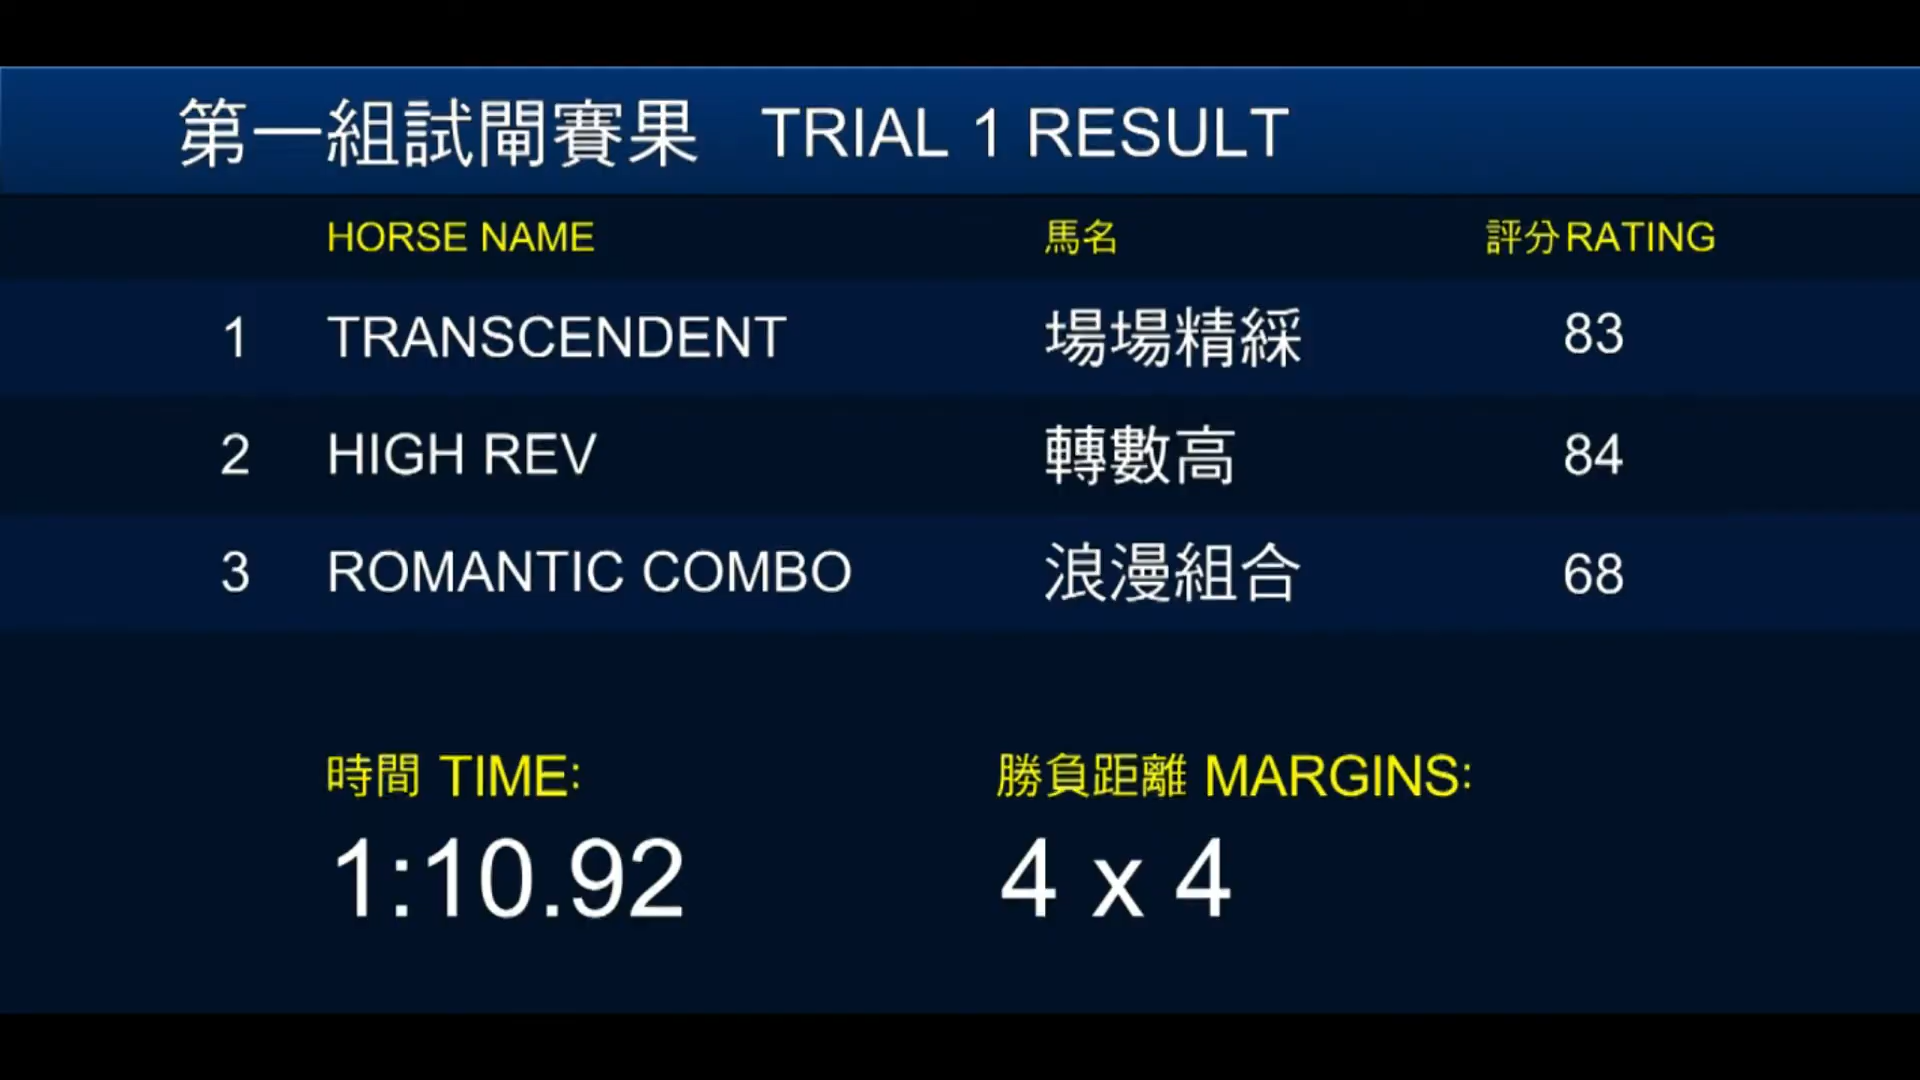 第一組試閘賽果 TRIAL 1 RESULT
HORSE NAME 馬名 評分RATING
1 TRANSCENDENT 場場精綵 83
2 HIGH REV 轉數高 84
3 ROMANTIC COMBO 浪漫組合 68
時間 TIME: 勝負距離 MARGINS:
1:10.92 4 x 4